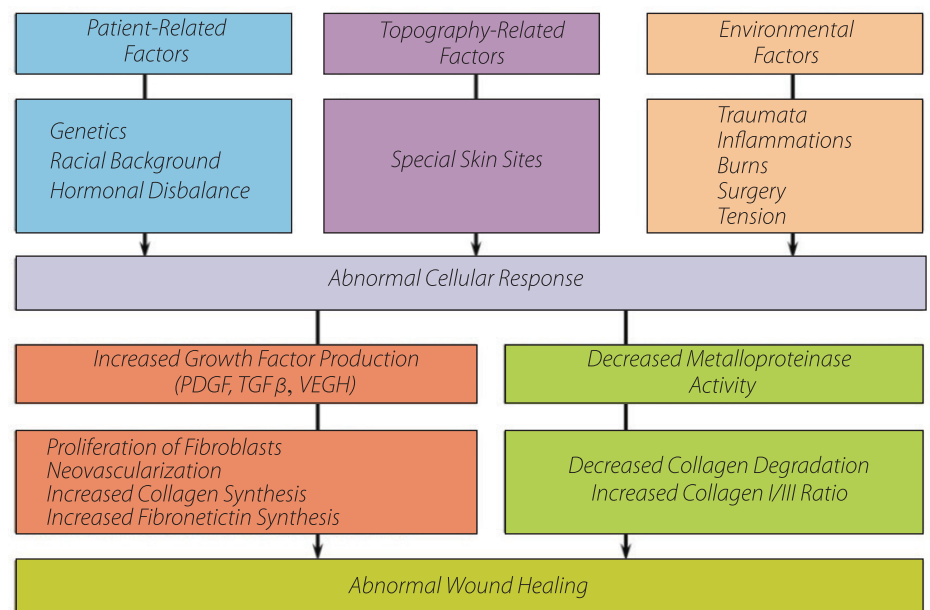 Patient-Related
Factors
Topography-Related
Factors
Environmental
Factors
Genetics
Racial Background
Hormonal Disbalance
Special Skin Sites
Traumata
Inflammations
Burns
Surgery
Tension
Abnormal Cellular Response
Increased Growth Factor Production
(PDGF, TGF β, VEGH)
Decreased Metalloproteinase
Activity
Proliferation of Fibroblasts
Neovascularization
Increased Collagen Synthesis
Increased Fibronetictin Synthesis
Decreased Collagen Degradation
Increased Collagen I/III Ratio
Abnormal Wound Healing